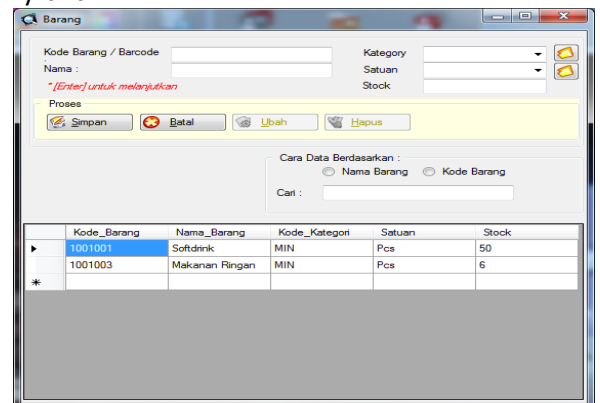 Barang
Kode Barang / Barcode
:
Kategory
Nama :
Satuan
* [Enter] untuk melanjutkan
Stock
Proses
Simpan Batal Ubah Hapus
Cara Data Berdasarkan :
Nama Barang Kode Barang
Cari :
Kode_Barang Nama_Barang Kode_Kategori Satuan Stock
1001001 Softdrink MIN Pcs 50
1001003 Makanan Ringan MIN Pcs 6